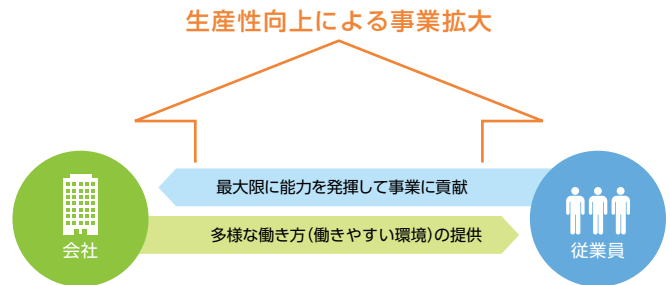 生産性向上による事業拡大
最大限に能力を発揮して事業に貢献
多様な働き方(働きやすい環境)の提供
会社
従業員